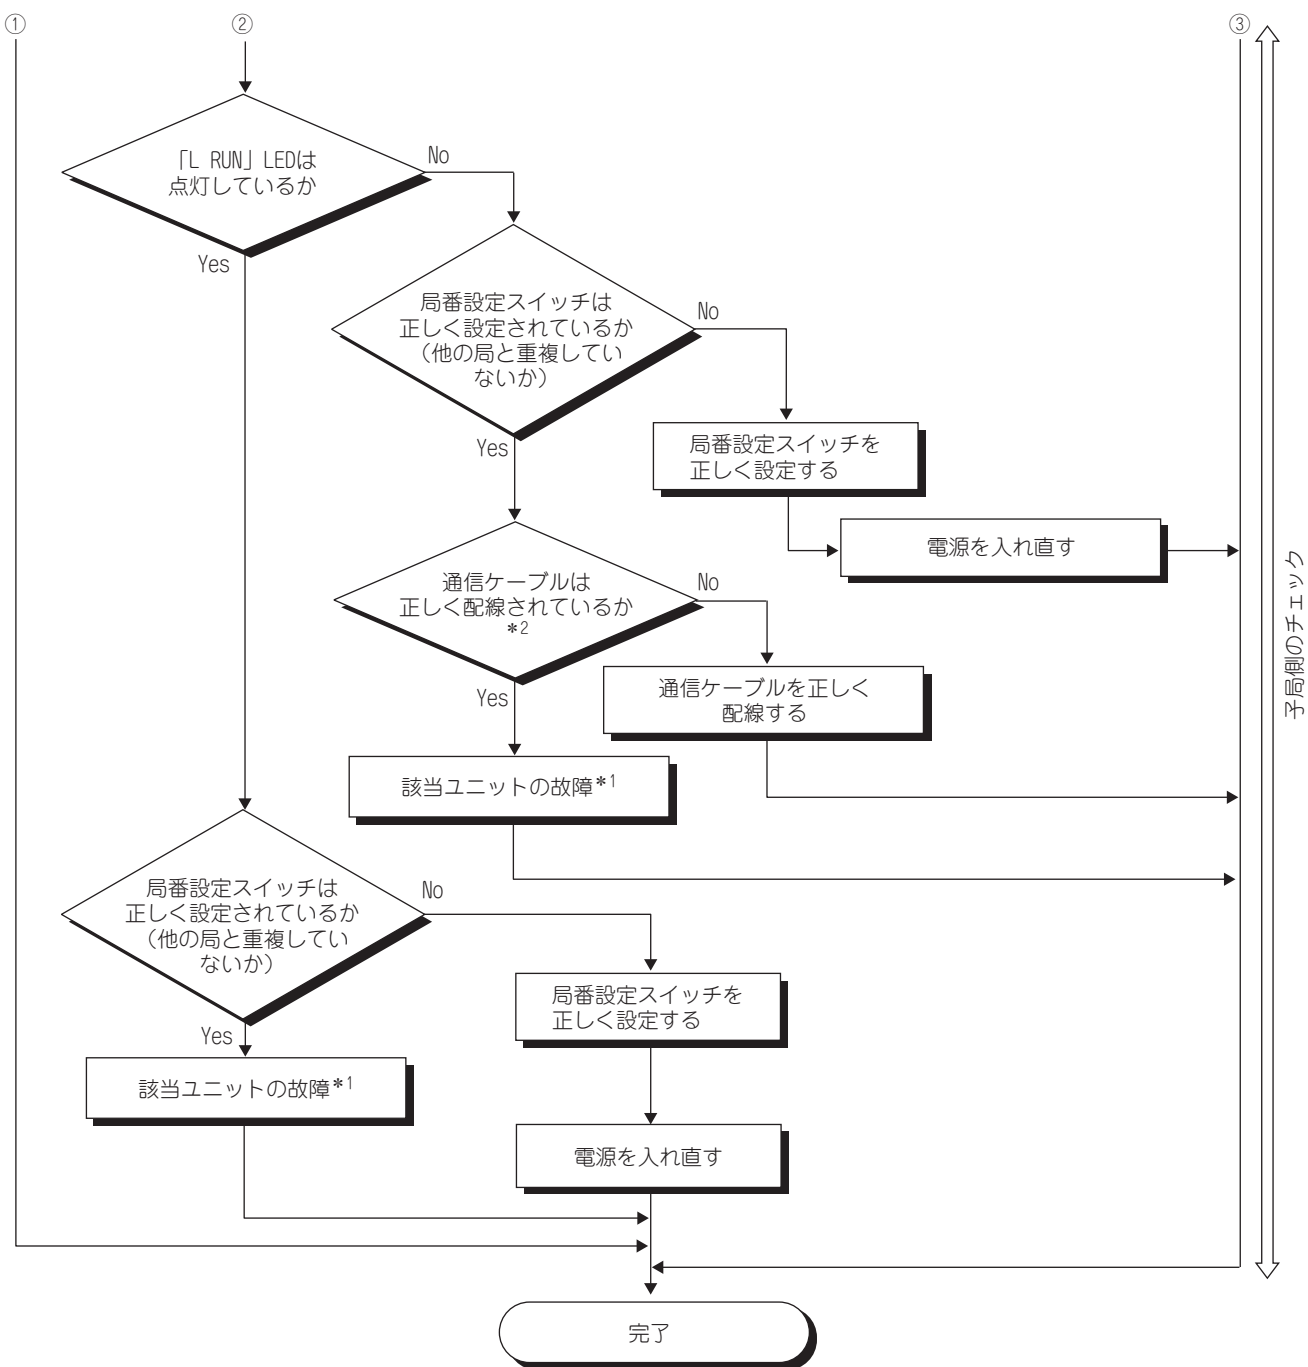 ①
②
③
「L RUN」LEDは
点灯しているか
No
Yes
局番設定スイッチは
正しく設定されているか
（他の局と重複してい
ないか）
No
Yes
局番設定スイッチを
正しく設定する
電源を入れ直す
通信ケーブルは
正しく配線されているか
*2
No
Yes
通信ケーブルを正しく
配線する
該当ユニットの故障*1
局番設定スイッチは
正しく設定されているか
（他の局と重複してい
ないか）
No
Yes
局番設定スイッチを
正しく設定する
該当ユニットの故障*1
電源を入れ直す
完了
子局側のチェック